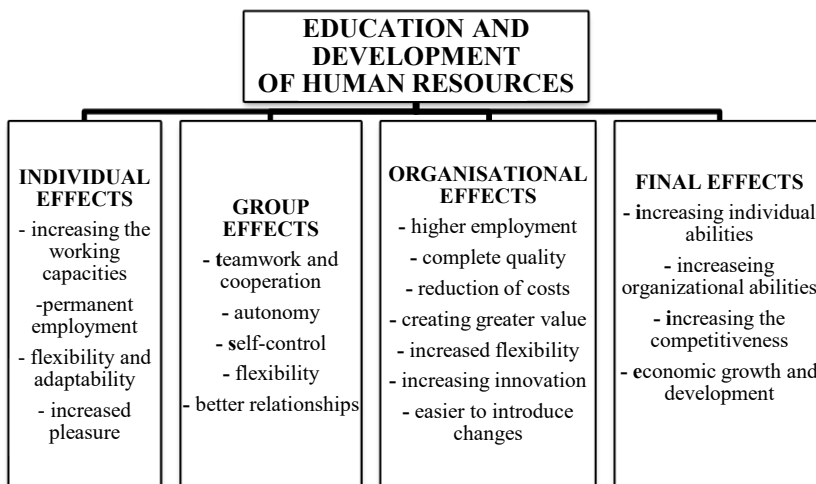 EDUCATION AND
DEVELOPMENT
OF HUMAN RESOURCES
INDIVIDUAL
EFFECTS
- increasing the
working
capacities
-permanent
employment
- flexibility and
adaptability
- increased
pleasure
GROUP
EFFECTS
- teamwork and
cooperation
- autonomy
- self-control
- flexibility
- better relationships
ORGANISATIONAL
EFFECTS
- higher employment
- complete quality
- reduction of costs
- creating greater value
- increased flexibility
- increasing innovation
- easier to introduce
changes
FINAL EFFECTS
- increasing individual
abilities
- increaseing
organizational abilities
- increasing the
competitiveness
- economic growth and
development